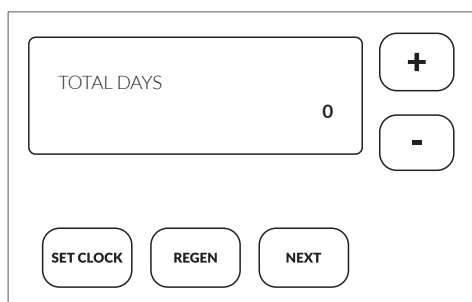 TOTAL DAYS
0
+
-
SET CLOCK
REGEN
NEXT